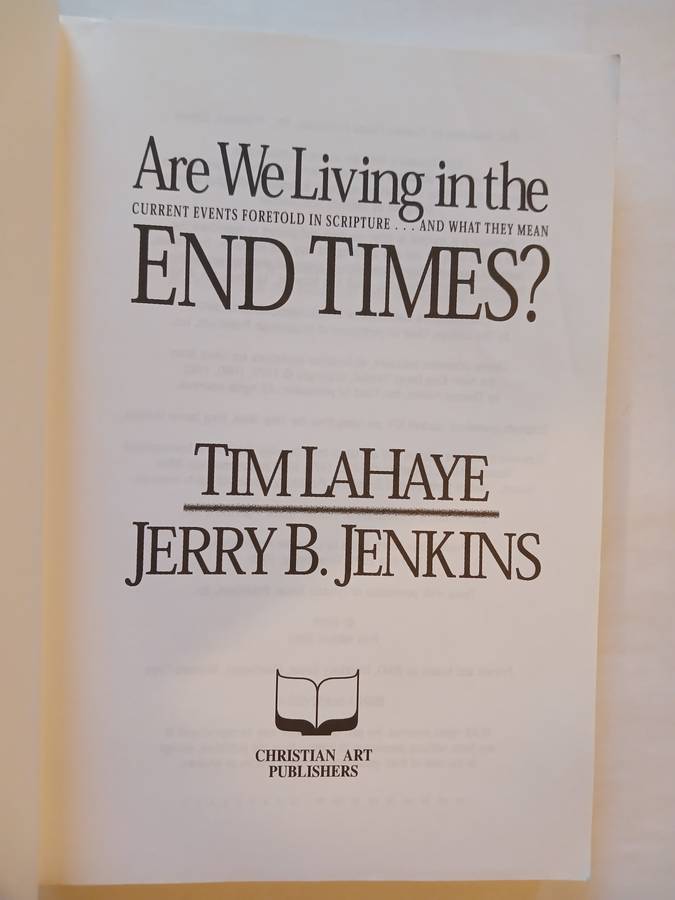 Are We Living in the
CURRENT EVENTS FORETOLD IN SCRIPTURE . . . AND WHAT THEY MEAN
END TIMES?
TIM LAHAYE
JERRY B. JENKINS
CHRISTIAN ART
PUBLISHERS